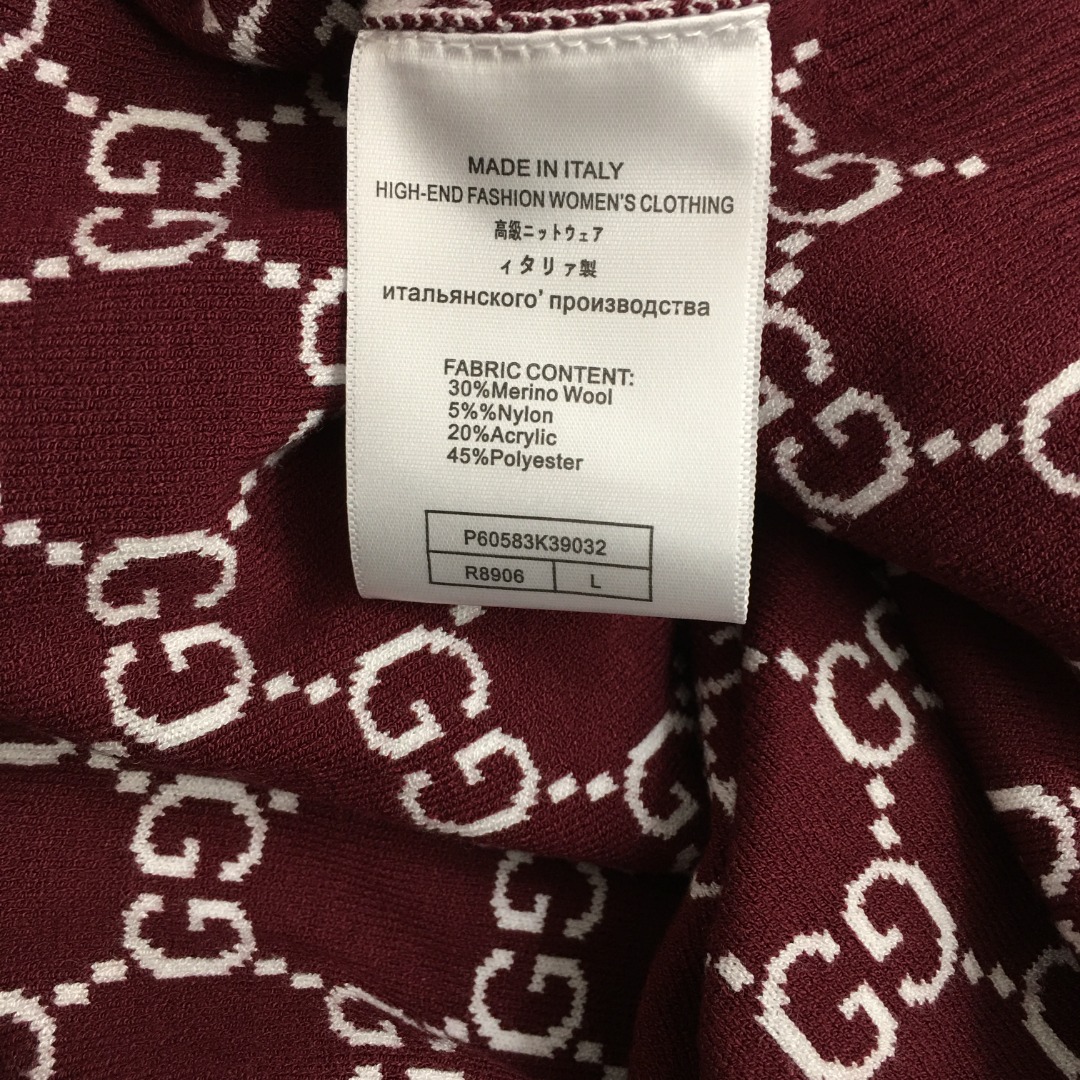 MADE IN ITALY
HIGH-END FASHION WOMEN'S CLOTHING
高級ニットウェア
ィタリァ製
итальянского' производства
FABRIC CONTENT:
30%Merino Wool
5%%Nylon
20%Acrylic
45%Polyester
P60583K39032
R8906 L